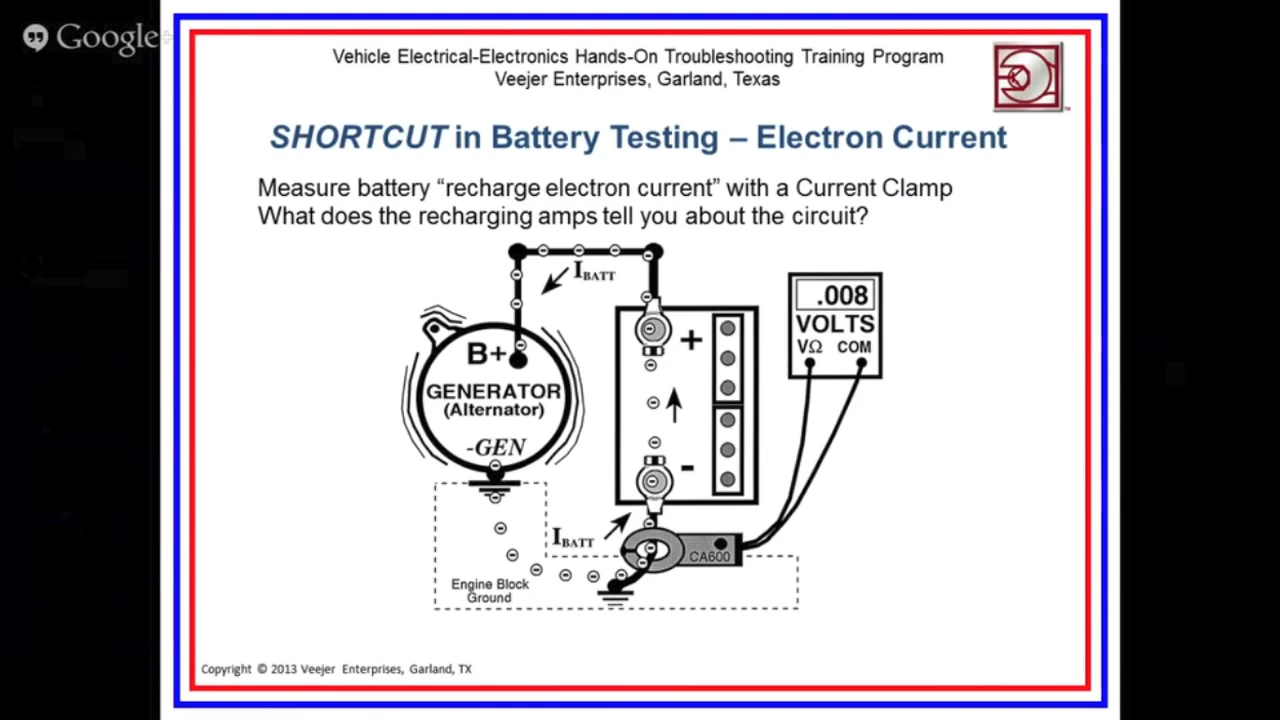 Google+
Vehicle Electrical-Electronics Hands-On Troubleshooting Training Program
Veejer Enterprises, Garland, Texas
SHORTCUT in Battery Testing – Electron Current
Measure battery “recharge electron current” with a Current Clamp
What does the recharging amps tell you about the circuit?
IBATT
.008
VOLTS
VΩ COM
B+
GENERATOR
(Alternator)
-GEN
+
-
IBATT
CA600
Engine Block
Ground
Copyright © 2013 Veejer Enterprises, Garland, TX
TM